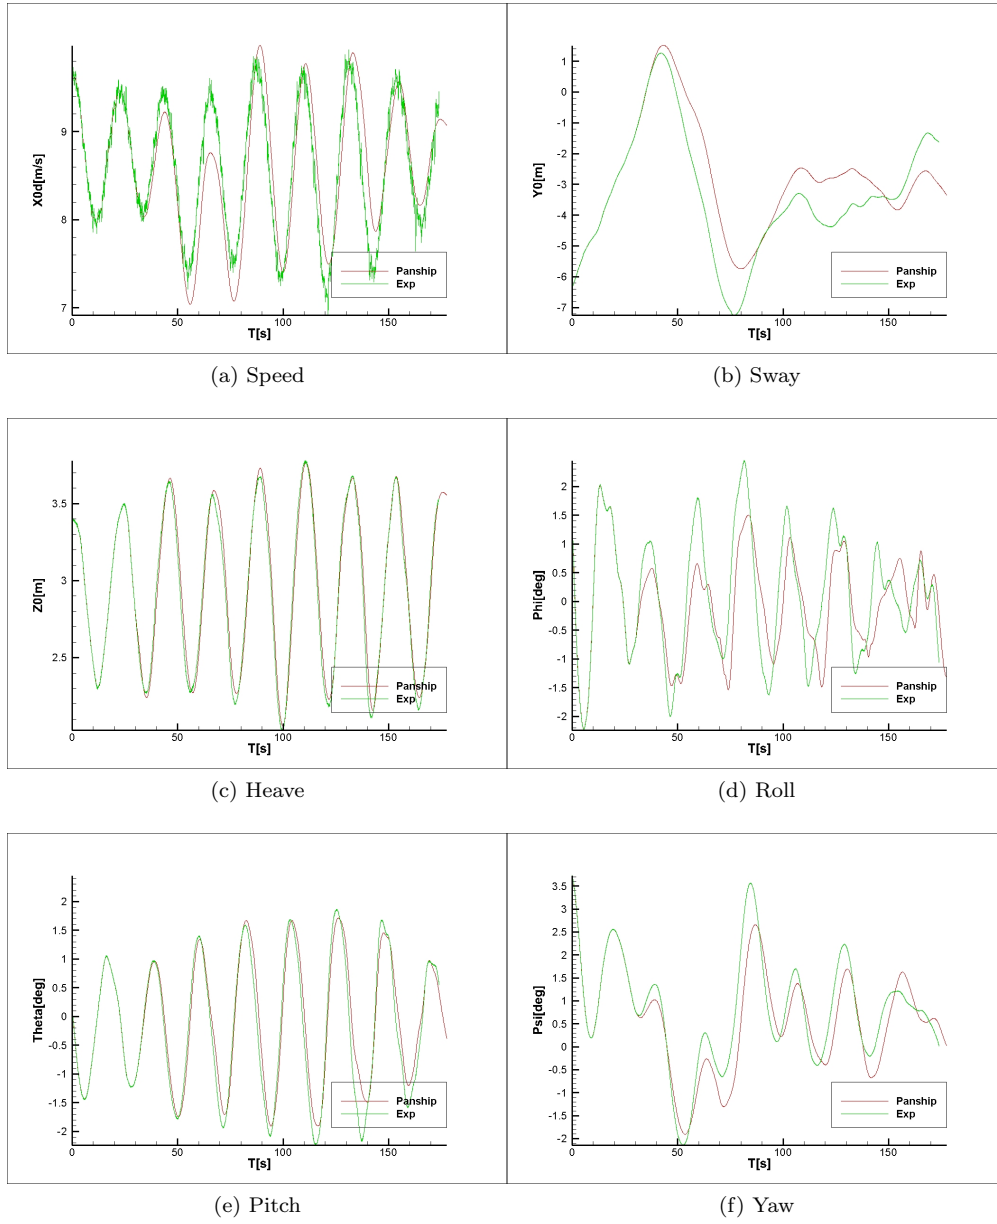 X0d[m/s]
9
8
7
0
50
100
150
T[s]
Panship
Exp
(a) Speed
Y0[m]
1
0
-1
-2
-3
-4
-5
-6
-7
0
50
100
150
T[s]
Panship
Exp
(b) Sway
Z0[m]
3.5
3
2.5
0
50
100
150
T[s]
Panship
Exp
(c) Heave
Phi[deg]
2
1.5
1
0.5
0
-0.5
-1
-1.5
-2
0
50
100
150
T[s]
Panship
Exp
(d) Roll
Theta[deg]
2
1.5
1
0.5
0
-0.5
-1
-1.5
-2
0
50
100
150
T[s]
Panship
Exp
(e) Pitch
Psi[deg]
3.5
3
2.5
2
1.5
1
0.5
0
-0.5
-1
-1.5
-2
0
50
100
150
T[s]
Panship
Exp
(f) Yaw